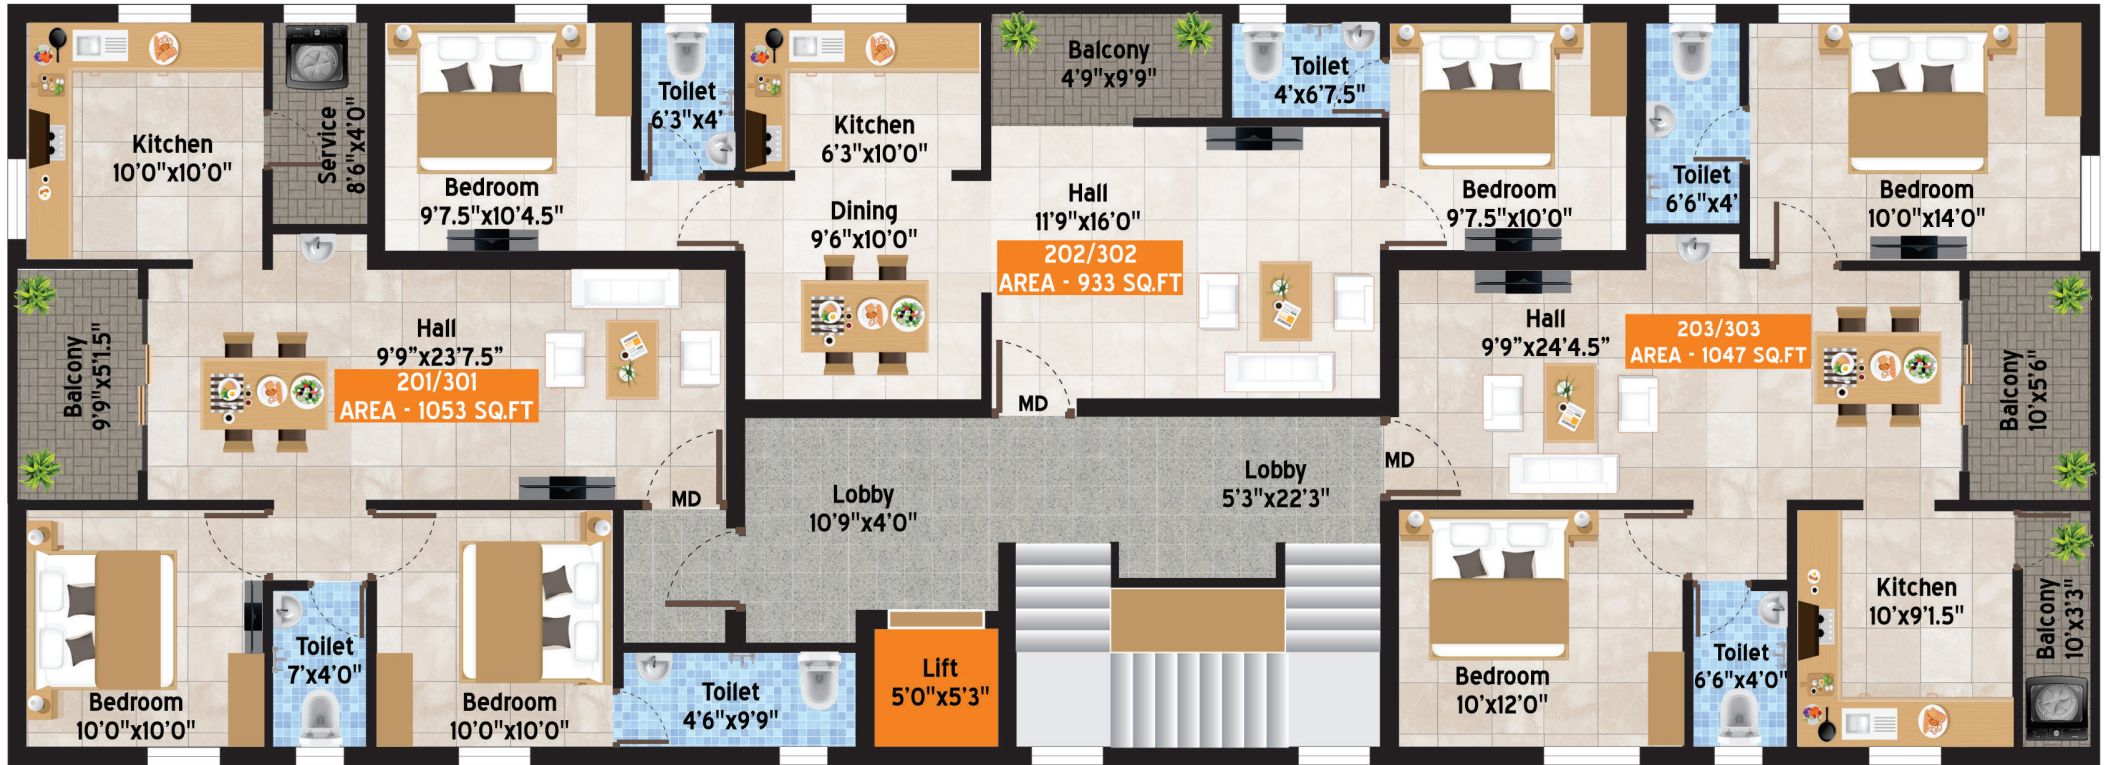 Kitchen
10'0"x10'0"
Service
8'6"x4'0"
Bedroom
9'7.5"x10'4.5"
Toilet
6'3"x4'
Kitchen
6'3"x10'0"
Dining
9'6"x10'0"
Balcony
4'9"x9'9"
Hall
11'9"x16'0"
202/302
AREA - 933 SQ.FT
Toilet
4'x6'7.5"
Bedroom
9'7.5"x10'0"
Toilet
6'6"x4'
Bedroom
10'0"x14'0"
Balcony
9'9"x5'1.5"
Hall
9'9"x23'7.5"
201/301
AREA - 1053 SQ.FT
MD
MD
Hall
9'9"x24'4.5"
203/303
AREA - 1047 SQ.FT
Balcony
10'x5'6"
MD
Lobby
10'9"x4'0"
Lobby
5'3"x22'3"
Bedroom
10'0"x10'0"
Toilet
7'x4'0"
Bedroom
10'0"x10'0"
Toilet
4'6"x9'9"
Lift
5'0"x5'3"
Bedroom
10'x12'0"
Toilet
6'6"x4'0"
Kitchen
10'x9'1.5"
Balcony
10'x3'3"